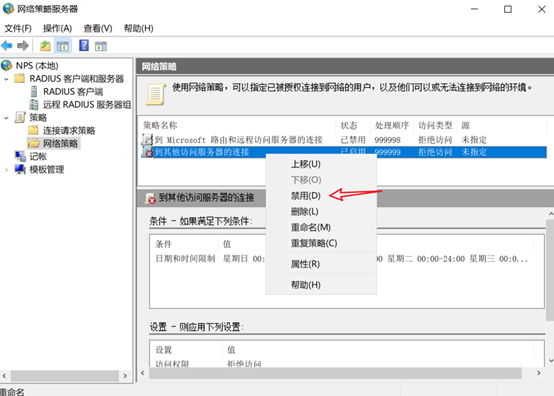 网络策略服务器
文件(F) 操作(A) 查看(V) 帮助(H)
NPS (本地)
RADIUS 客户端和服务器
RADIUS 客户端
远程 RADIUS 服务器组
策略
连接请求策略
网络策略
记帐
模板管理
网络策略
使用网络策略，可以指定已被授权连接到网络的用户，以及他们可以或无法连接到网络的环境。
策略名称 状态 处理顺序 访问类型 源
到 Microsoft 路由和远程访问服务器的连接 已禁用 999998 拒绝访问 未指定
到其他访问服务器的连接 已启用 999999 拒绝访问 未指定
上移(U)
下移(O)
禁用(D)
删除(L)
重命名(M)
重复策略(C)
属性(R)
帮助(H)
到其他访问服务器的连接
条件 - 如果满足下列条件:
条件 值
日期和时间限制 星期日 00: 00 星期二 00:00-24:00 星期三 00:0...
设置 - 则应用下列设置:
设置 值
访问权限 拒绝访问
重命名